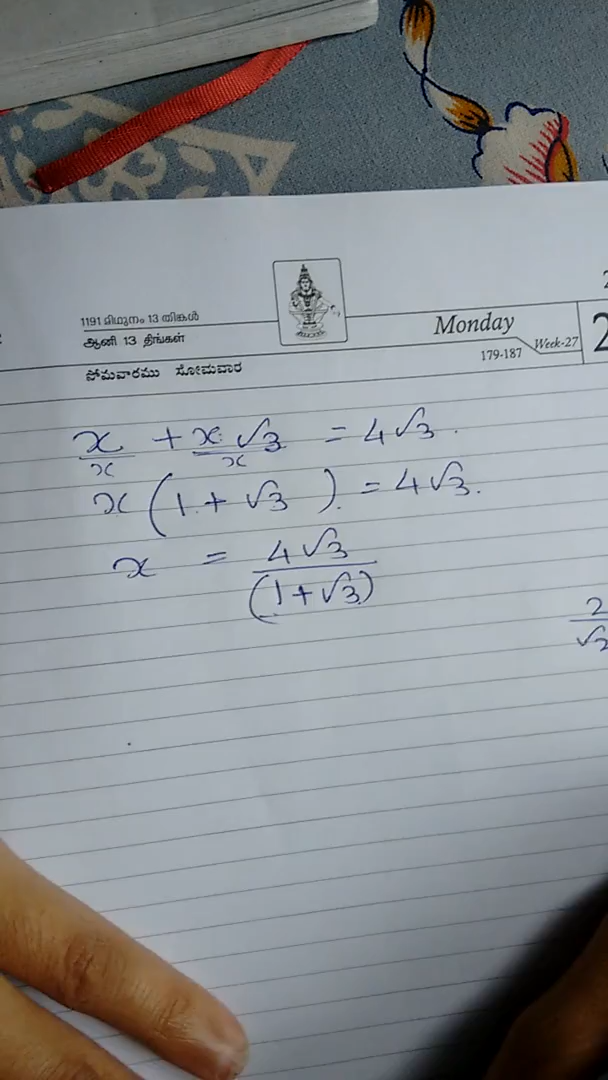 1191 മിഥുനം 13 തിങ്കൾ
ஆனி 13 திங்கள்
సోమవారము ಸೋಮವಾರ
Monday
179-187 Week-27
2
x/x + x√3/x = 4√3.
x(1+√3) = 4√3.
x = 4√3/(1+√3)